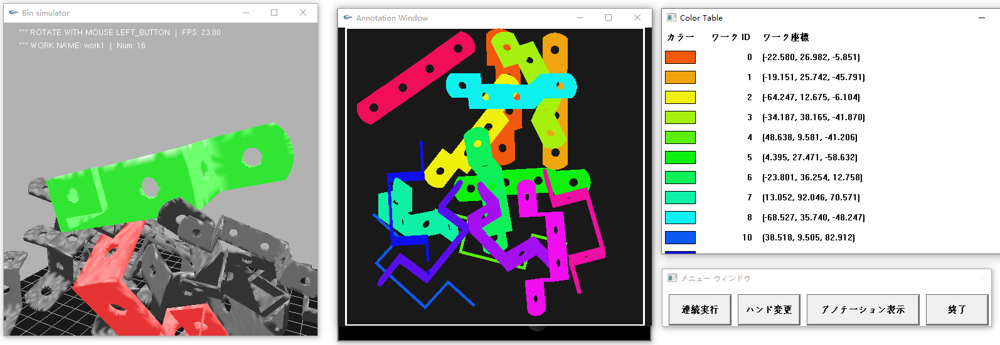 Bin simulator
*** ROTATE WITH MOUSE LEFT_BUTTON | FPS: 23.00
*** WORK NAME: work1 | Num: 16
Annotation Window
Color Table
カラー ワーク ID ワーク座標
0 (-22.580, 26.982, -5.851)
1 (-19.151, 25.742, -45.791)
2 (-64.247, 12.675, -6.104)
3 (-34.187, 38.165, -41.870)
4 (48.638, 9.581, -41.206)
5 (4.395, 27.471, -58.632)
6 (-23.801, 36.254, 12.758)
7 (13.052, 92.046, 70.571)
8 (-68.527, 35.740, -48.247)
10 (38.518, 9.505, 82.912)
メニュー ウィンドウ
連続実行 ハンド変更 アノテーション表示 終了